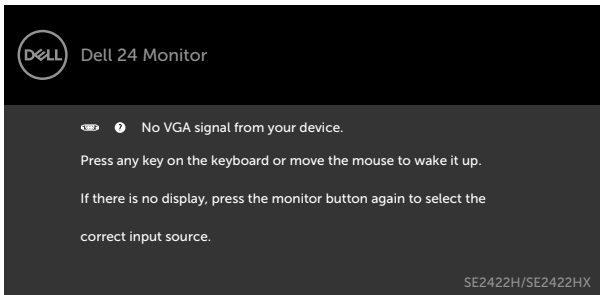 DELL
Dell 24 Monitor
? No VGA signal from your device.
Press any key on the keyboard or move the mouse to wake it up.
If there is no display, press the monitor button again to select the
correct input source.
SE2422H/SE2422HX